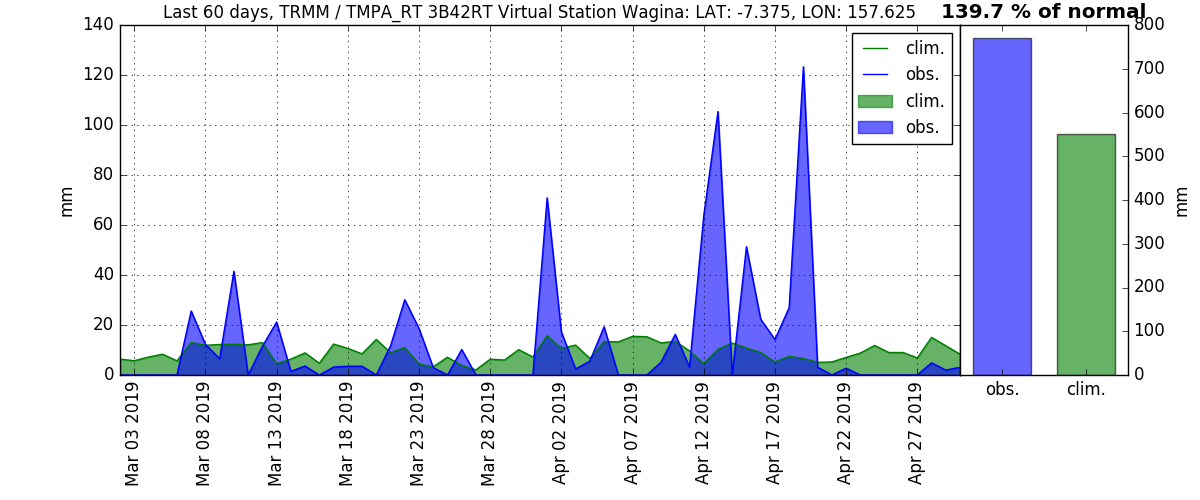 Last 60 days, TRMM / TMPA_RT 3B42RT Virtual Station Wagina: LAT: -7.375, LON: 157.625
139.7 % of normal
140
120
100
80
60
40
20
0
mm
clim.
obs.
clim.
obs.
Mar 03 2019
Mar 08 2019
Mar 13 2019
Mar 18 2019
Mar 23 2019
Mar 28 2019
Apr 02 2019
Apr 07 2019
Apr 12 2019
Apr 17 2019
Apr 22 2019
Apr 27 2019
800
700
600
500
400
300
200
100
0
mm
obs.
clim.